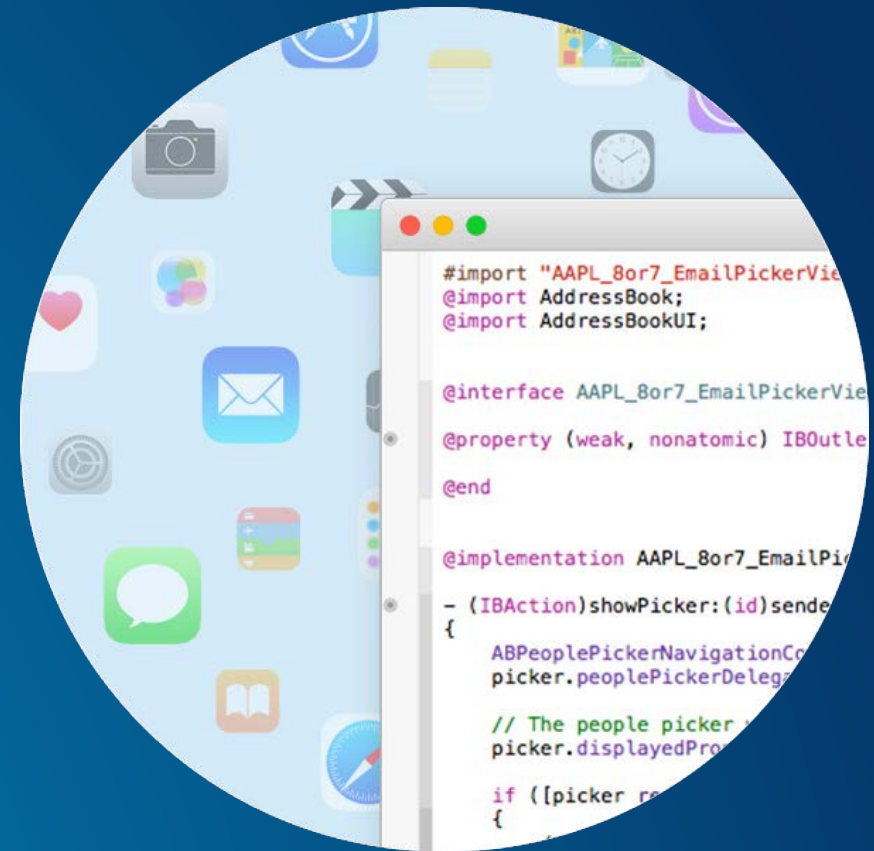 #import "AAPL_8or7_EmailPickerVie
@import AddressBook;
@import AddressBookUI;
@interface AAPL_8or7_EmailPickerVie
@property (weak, nonatomic) IBOutle
@end
@implementation AAPL_8or7_EmailPic
- (IBAction)showPicker:(id)sende
{
ABPeoplePickerNavigationCo
picker.peoplePickerDelega
// The people picker
picker.displayedPro
if ([picker re
{